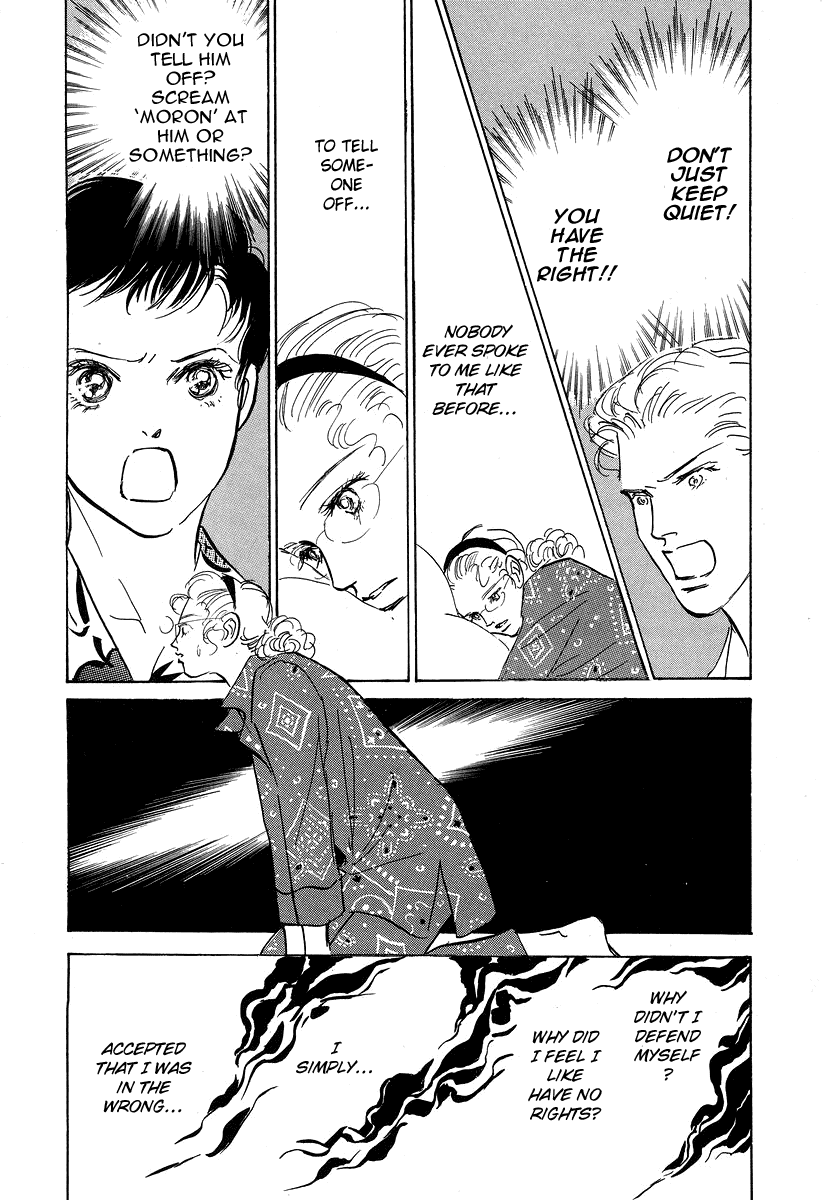 DON'T
JUST
KEEP
QUIET!
YOU
HAVE
THE
RIGHT!!
NOBODY
EVER SPOKE
TO ME LIKE
THAT
BEFORE...
TO TELL
SOME-
ONE
OFF...
DIDN'T YOU
TELL HIM
OFF?
SCREAM
'MORON' AT
HIM OR
SOMETHING?
WHY
DIDN'T I
DEFEND
MYSELF
?
WHY DID
I FEEL I
LIKE
HAVE NO
RIGHTS?
I
SIMPLY...
ACCEPTED
THAT I WAS
IN THE
WRONG...